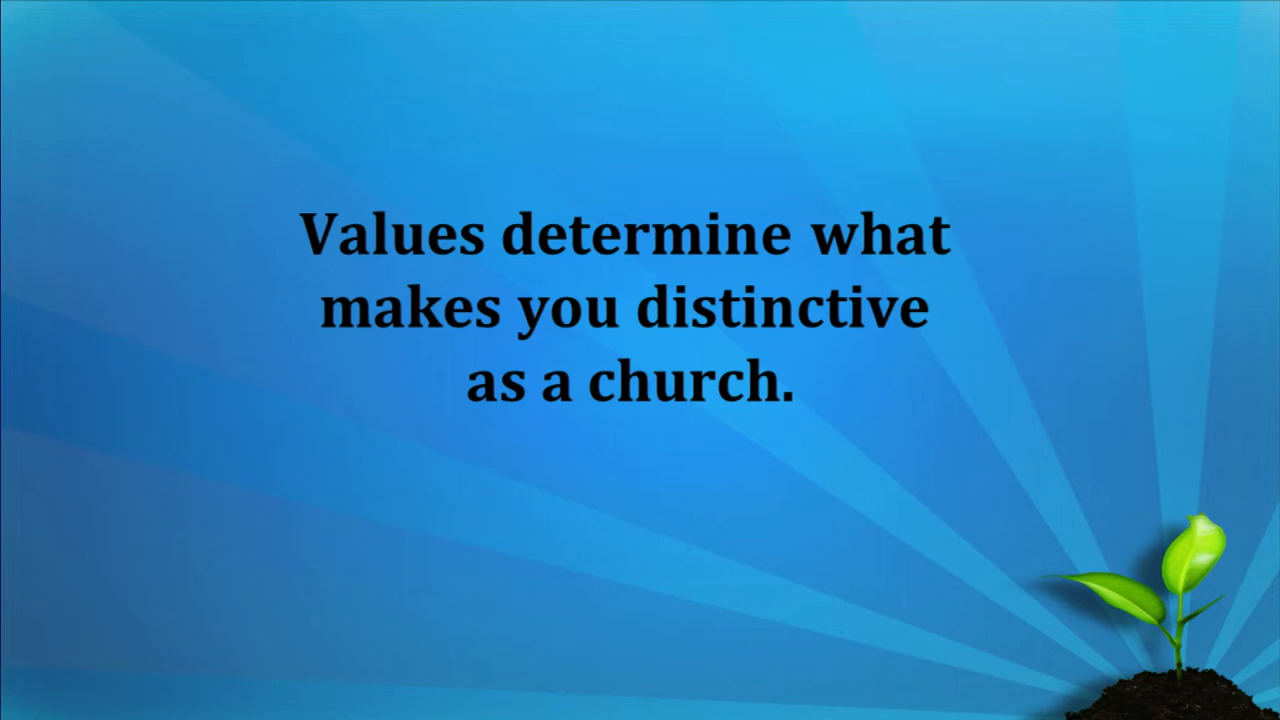 Values determine what
makes you distinctive
as a church.